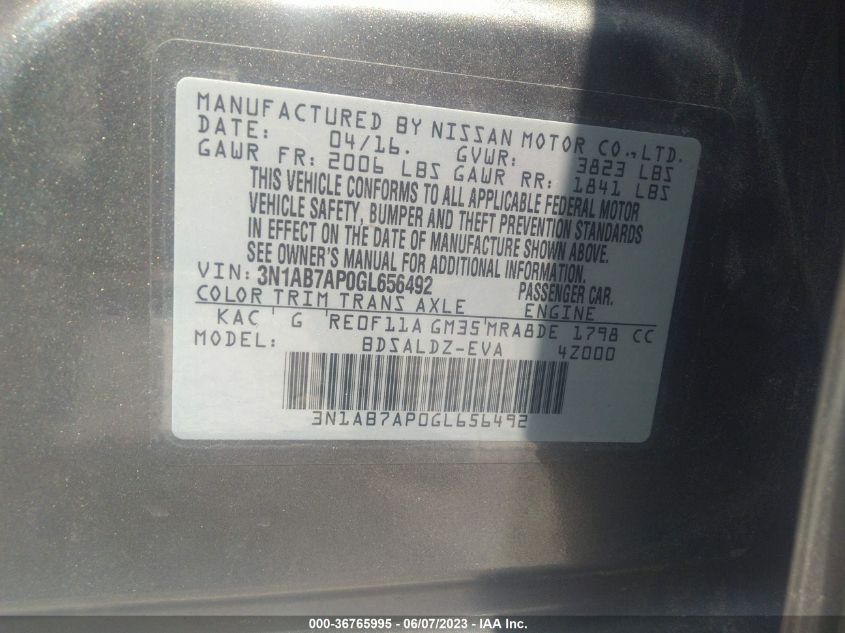 MANUFACTURED BY NISSAN MOTOR CO.,LTD.
DATE: 04/16. GVWR: 3823 LBS
GAWR FR: 2006 LBS GAWR RR: 1841 LBS
THIS VEHICLE CONFORMS TO ALL APPLICABLE FEDERAL MOTOR
VEHICLE SAFETY, BUMPER AND THEFT PREVENTION STANDARDS
IN EFFECT ON THE DATE OF MANUFACTURE SHOWN ABOVE.
SEE OWNER'S MANUAL FOR ADDITIONAL INFORMATION.
VIN: 3N1AB7AP0GL656492 PASSENGER CAR.
COLOR TRIM TRANS AXLE ENGINE
KAC G RE0F11A GM35 MRA8DE 1798 CC
MODEL: BDSALDZ-EVA 4Z000
3N1AB7AP0GL656492
000-36765995 - 06/07/2023 - IAA Inc.